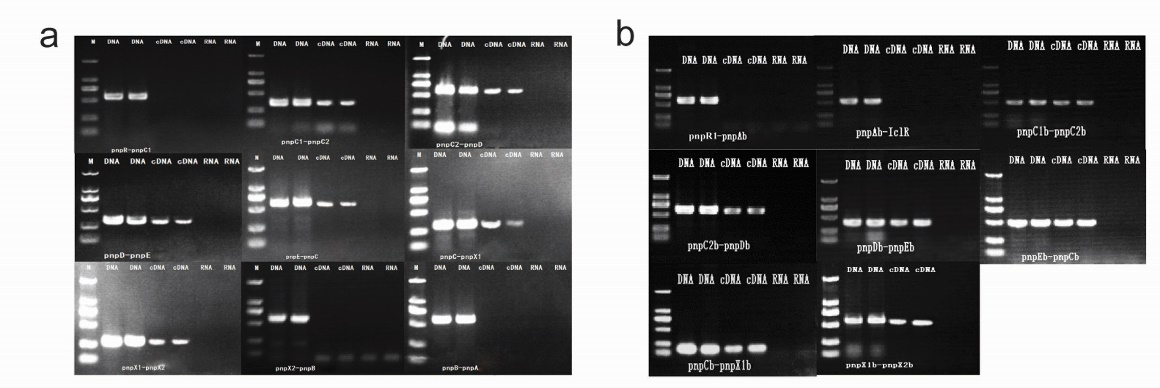 a
M DNA DNA cDNA cDNA RNA RNA
pnpR-pnpC1
M DNA DNA cDNA cDNA RNA RNA
pnpC1-pnpC2
M DNA DNA cDNA cDNA RNA RNA
pnpC2-pnpD
M DNA DNA cDNA cDNA RNA RNA
pnpD-pnpE
M DNA DNA cDNA cDNA RNA RNA
pnpE-pnpC
M DNA DNA cDNA cDNA RNA RNA
pnpC-pnpX1
M DNA DNA cDNA cDNA RNA RNA
pnpX1-pnpX2
M DNA DNA cDNA cDNA RNA RNA
pnpX2-pnpB
M DNA DNA cDNA cDNA RNA RNA
pnpB-pnpA
b
DNA DNA cDNA cDNA RNA RNA
pnpR1-pnpAb
DNA DNA cDNA cDNA RNA RNA
pnpAb-IclR
DNA DNA cDNA cDNA RNA RNA
pnpC1b-pnpC2b
DNA DNA cDNA cDNA RNA RNA
pnpC2b-pnpDb
DNA DNA cDNA cDNA RNA RNA
pnpDb-pnpEb
DNA DNA cDNA cDNA RNA RNA
pnpEb-pnpCb
DNA DNA cDNA cDNA RNA RNA
pnpCb-pnpX1b
DNA DNA cDNA cDNA
pnpX1b-pnpX2b